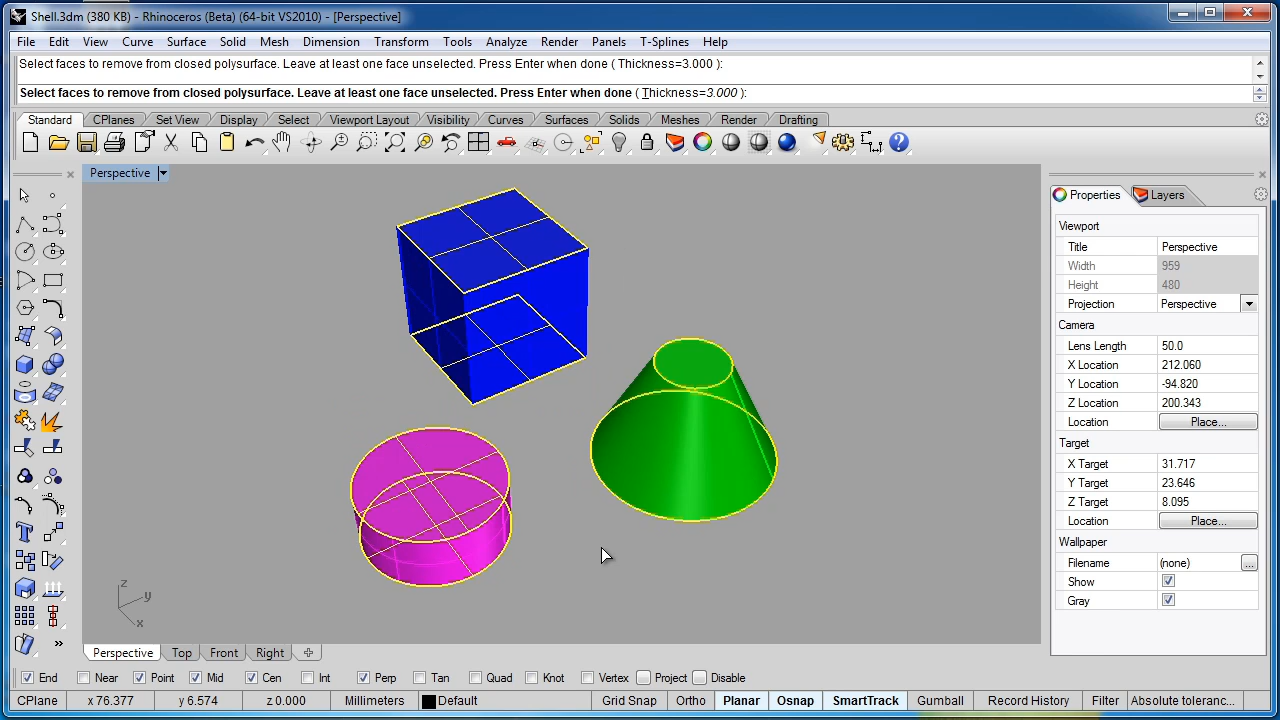 Shell.3dm (380 KB) - Rhinoceros (Beta) (64-bit VS2010) - [Perspective]
File Edit View Curve Surface Solid Mesh Dimension Transform Tools Analyze Render Panels T-Splines Help
Select faces to remove from closed polysurface. Leave at least one face unselected. Press Enter when done ( Thickness=3.000 ):
Select faces to remove from closed polysurface. Leave at least one face unselected. Press Enter when done ( Thickness=3.000 ):
Standard CPlanes Set View Display Select Viewport Layout Visibility Curves Surfaces Solids Meshes Render Drafting
Perspective
Properties Layers
Viewport
Title Perspective
Width 959
Height 480
Projection Perspective
Camera
Lens Length 50.0
X Location 212.060
Y Location -94.820
Z Location 200.343
Location Place...
Target
X Target 31.717
Y Target 23.646
Z Target 8.095
Location Place...
Wallpaper
Filename (none) ...
Show
Gray
z
y
x
Perspective Top Front Right
End Near Point Mid Cen Int Perp Tan Quad Knot Vertex Project Disable
CPlane x 76.377 y 6.574 z 0.000 Millimeters Default Grid Snap Ortho Planar Osnap SmartTrack Gumball Record History Filter Absolute toleranc...